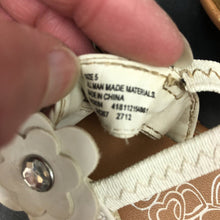 SIZE 5
ALL MAN MADE MATERIALS
MADE IN CHINA
2712